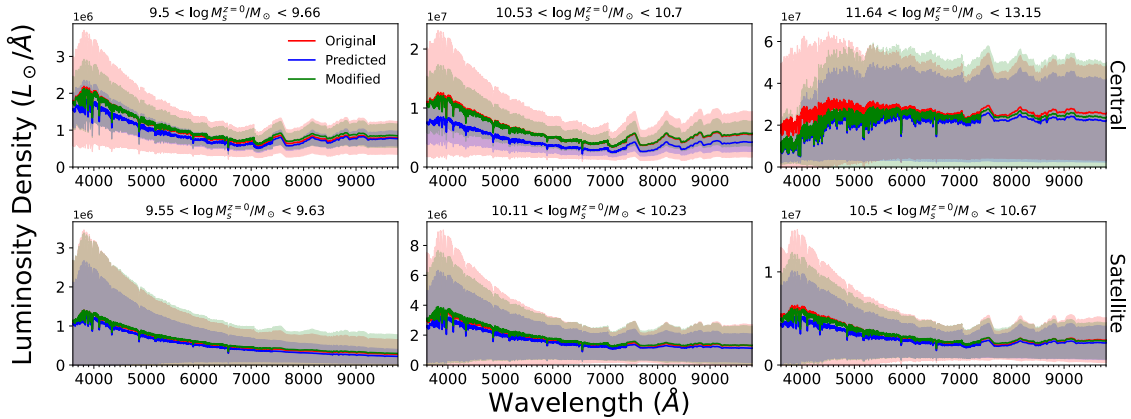 9.5 < log M_s^{z=0}/M_⊙ < 9.66
10.53 < log M_s^{z=0}/M_⊙ < 10.7
11.64 < log M_s^{z=0}/M_⊙ < 13.15
1e6
1e7
1e7
Original
Predicted
Modified
3
2
1
0
2
1
0
6
4
2
0
Central
4000 5000 6000 7000 8000 9000
4000 5000 6000 7000 8000 9000
4000 5000 6000 7000 8000 9000
9.55 < log M_s^{z=0}/M_⊙ < 9.63
10.11 < log M_s^{z=0}/M_⊙ < 10.23
10.5 < log M_s^{z=0}/M_⊙ < 10.67
1e6
1e6
1e7
3
2
1
0
8
6
4
2
0
1
0
Satellite
4000 5000 6000 7000 8000 9000
4000 5000 6000 7000 8000 9000
4000 5000 6000 7000 8000 9000
Luminosity Density (L_⊙/Å)
Wavelength (Å)